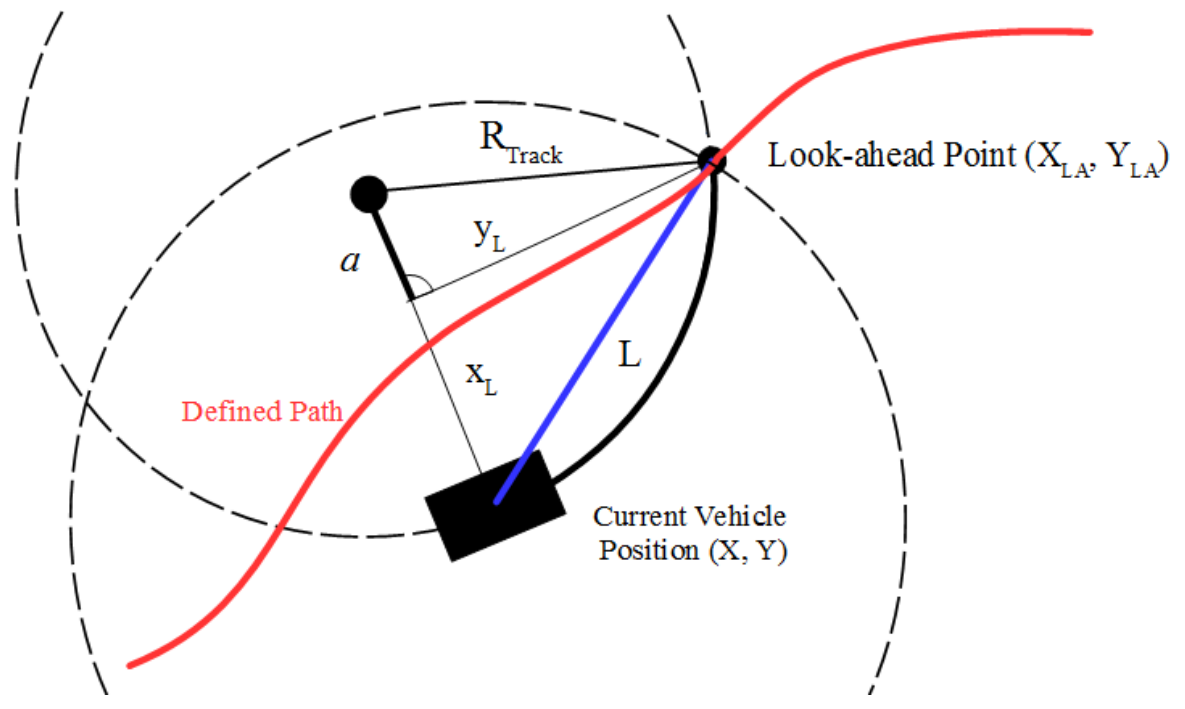 R_Track
Look-ahead Point (X_LA, Y_LA)
y_L
a
L
x_L
Defined Path
Current Vehicle
Position (X, Y)